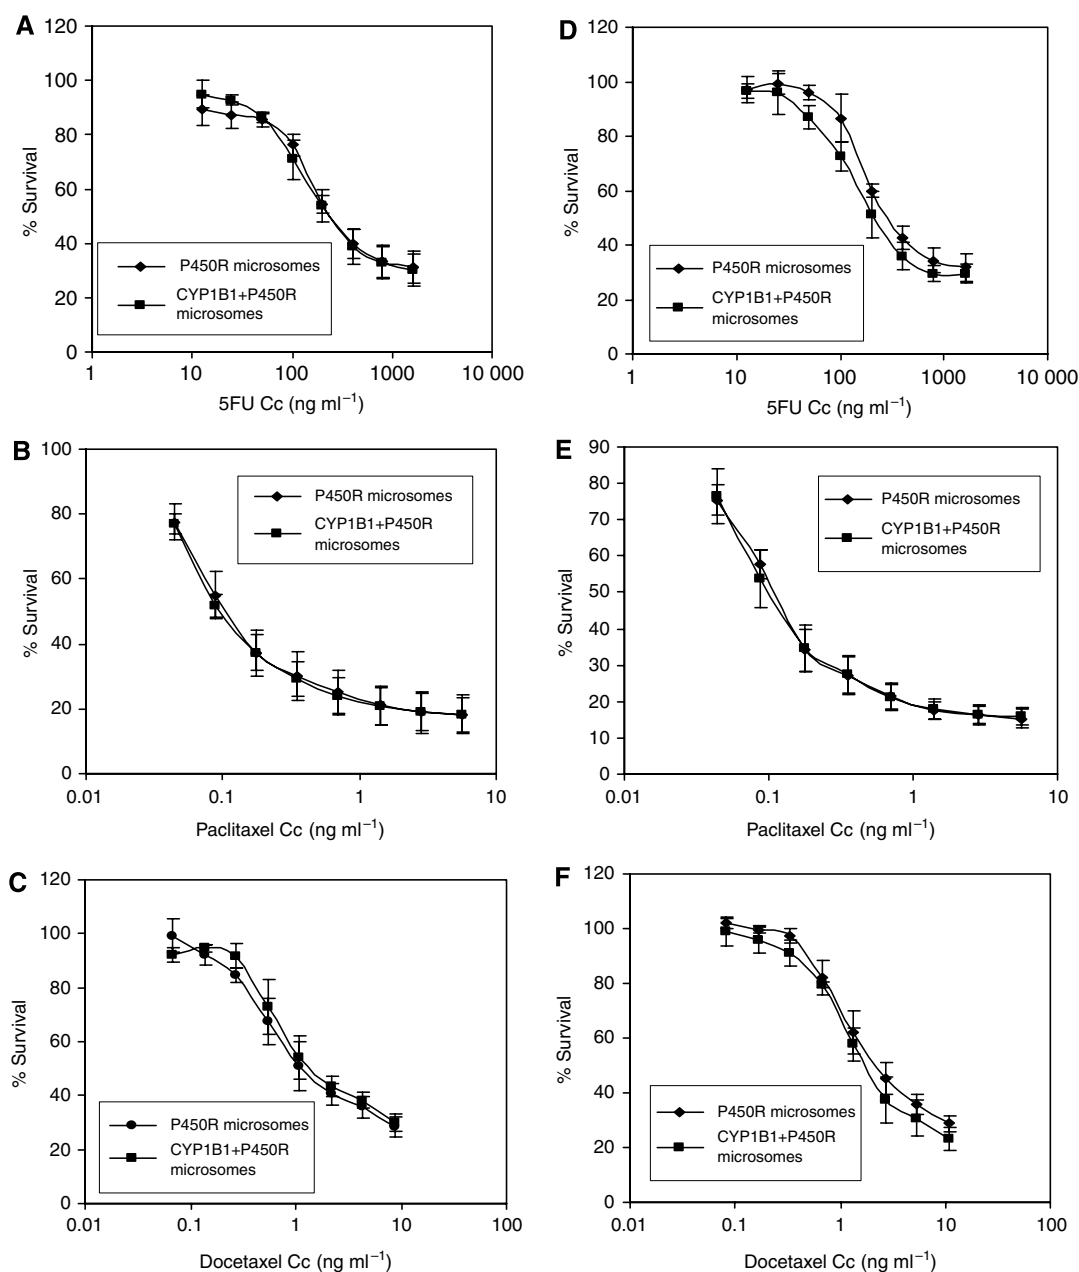 A
120
100
80
60
40
20
0
% Survival
P450R microsomes
CYP1B1+P450R
microsomes
1 10 100 1000 10 000
5FU Cc (ng ml⁻¹)
D
120
100
80
60
40
20
0
% Survival
P450R microsomes
CYP1B1+P450R
microsomes
1 10 100 1000 10 000
5FU Cc (ng ml⁻¹)
B
100
80
60
40
20
0
% Survival
P450R microsomes
CYP1B1+P450R
microsomes
0.01 0.1 1 10
Paclitaxel Cc (ng ml⁻¹)
E
90
80
70
60
50
40
30
20
10
0
% Survival
P450R microsomes
CYP1B1+P450R
microsomes
0.01 0.1 1 10
Paclitaxel Cc (ng ml⁻¹)
C
120
100
80
60
40
20
0
% Survival
P450R microsomes
CYP1B1+P450R
microsomes
0.01 0.1 1 10 100
Docetaxel Cc (ng ml⁻¹)
F
120
100
80
60
40
20
0
% Survival
P450R microsomes
CYP1B1+P450R
microsomes
0.01 0.1 1 10 100
Docetaxel Cc (ng ml⁻¹)